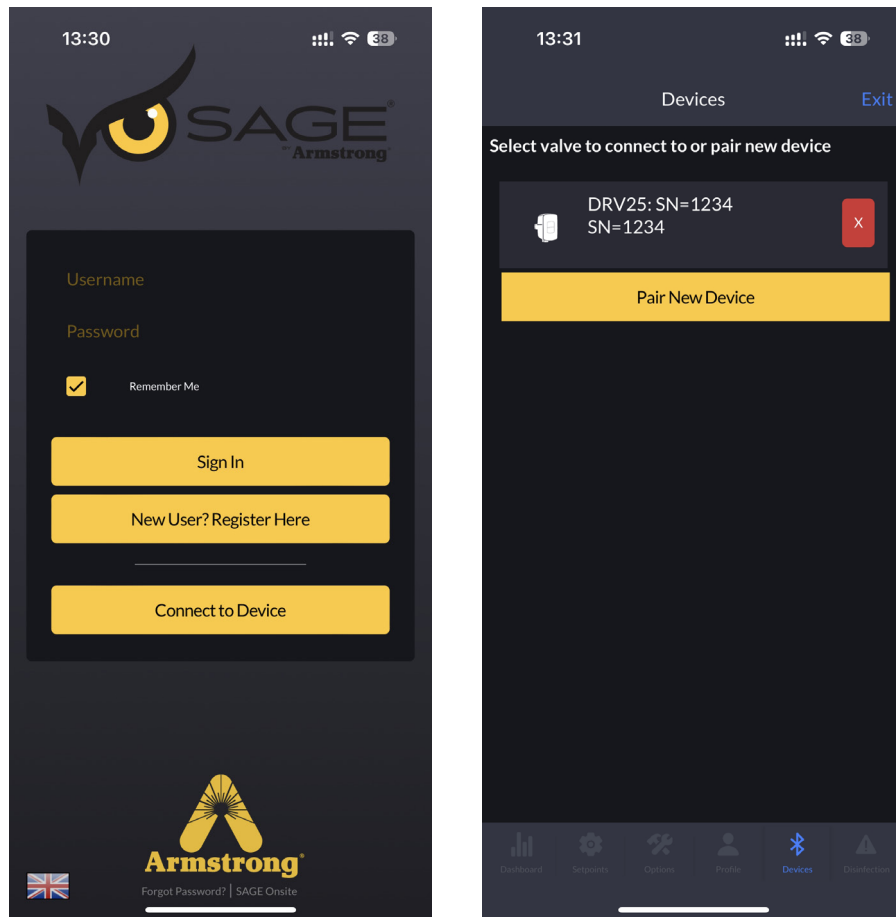 13:30
38
SAGE®
BY Armstrong®
Username
Password
Remember Me
Sign In
New User? Register Here
Connect to Device
Armstrong®
Forgot Password? | SAGE Onsite
13:31
38
Devices
Exit
Select valve to connect to or pair new device
DRV25: SN=1234
SN=1234
X
Pair New Device
Dashboard
Setpoints
Options
Profile
Devices
Disinfection